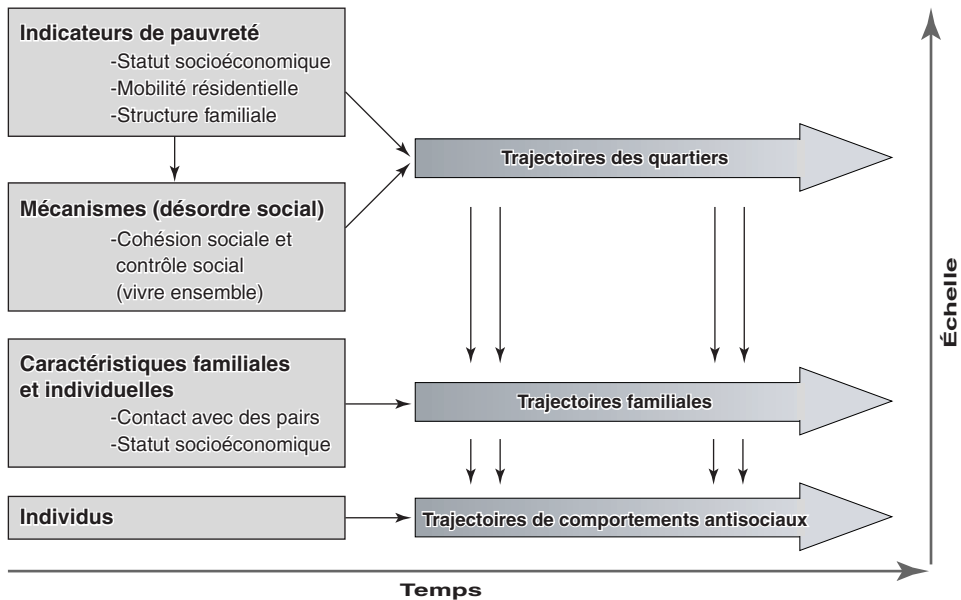 Indicateurs de pauvreté
-Statut socioéconomique
-Mobilité résidentielle
-Structure familiale
Trajectoires des quartiers
Mécanismes (désordre social)
-Cohésion sociale et
contrôle social
(vivre ensemble)
Échelle
Caractéristiques familiales
et individuelles
-Contact avec des pairs
-Statut socioéconomique
Trajectoires familiales
Individus
Trajectoires de comportements antisociaux
Temps